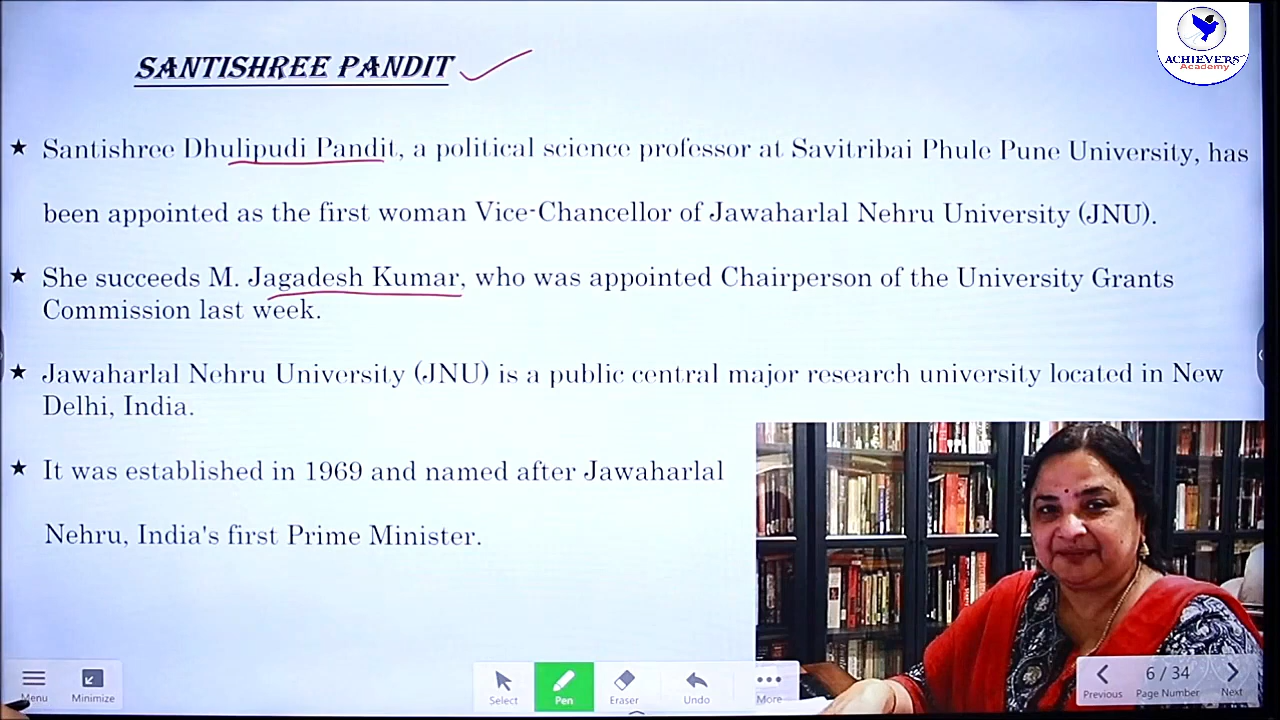 ACHIEVERS
Academy
SANTISHREE PANDIT
★ Santishree Dhulipudi Pandit, a political science professor at Savitribai Phule Pune University, has
been appointed as the first woman Vice-Chancellor of Jawaharlal Nehru University (JNU).
★ She succeeds M. Jagadesh Kumar, who was appointed Chairperson of the University Grants
Commission last week.
★ Jawaharlal Nehru University (JNU) is a public central major research university located in New
Delhi, India.
★ It was established in 1969 and named after Jawaharlal
Nehru, India's first Prime Minister.
Menu
Minimize
Select
Pen
Eraser
Undo
More
Previous
6 / 34
Page Number
Next